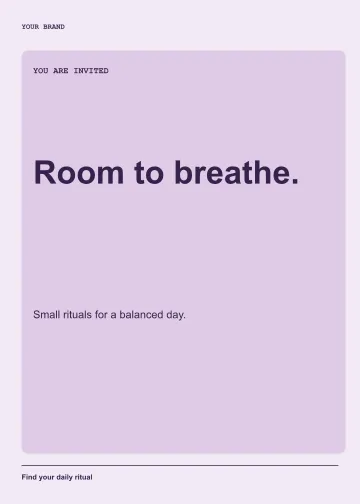 YOUR BRAND
YOU ARE INVITED
Room to breathe.
Small rituals for a balanced day.
Find your daily ritual